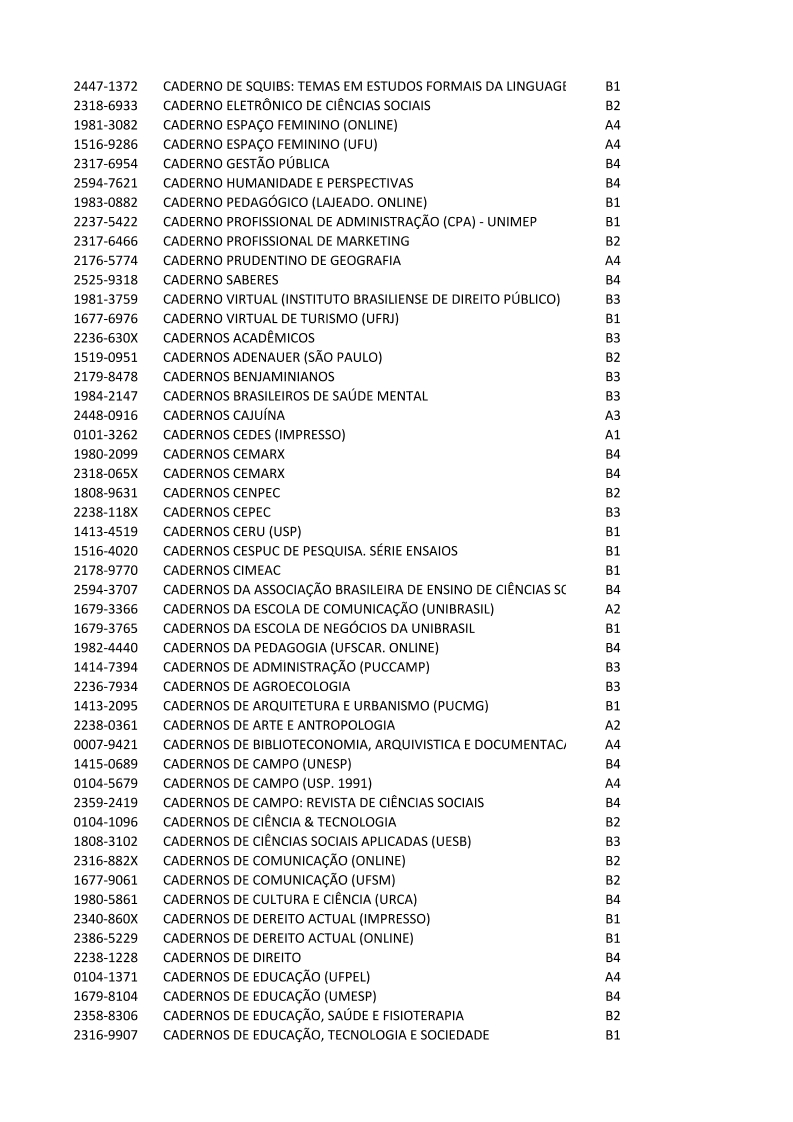 2447-1372 CADERNO DE SQUIBS: TEMAS EM ESTUDOS FORMAIS DA LINGUAGE B1
2318-6933 CADERNO ELETRÔNICO DE CIÊNCIAS SOCIAIS B2
1981-3082 CADERNO ESPAÇO FEMININO (ONLINE) A4
1516-9286 CADERNO ESPAÇO FEMININO (UFU) A4
2317-6954 CADERNO GESTÃO PÚBLICA B4
2594-7621 CADERNO HUMANIDADE E PERSPECTIVAS B4
1983-0882 CADERNO PEDAGÓGICO (LAJEADO. ONLINE) B1
2237-5422 CADERNO PROFISSIONAL DE ADMINISTRAÇÃO (CPA) - UNIMEP B1
2317-6466 CADERNO PROFISSIONAL DE MARKETING B2
2176-5774 CADERNO PRUDENTINO DE GEOGRAFIA A4
2525-9318 CADERNO SABERES B4
1981-3759 CADERNO VIRTUAL (INSTITUTO BRASILIENSE DE DIREITO PÚBLICO) B3
1677-6976 CADERNO VIRTUAL DE TURISMO (UFRJ) B1
2236-630X CADERNOS ACADÊMICOS B3
1519-0951 CADERNOS ADENAUER (SÃO PAULO) B2
2179-8478 CADERNOS BENJAMINIANOS B3
1984-2147 CADERNOS BRASILEIROS DE SAÚDE MENTAL B3
2448-0916 CADERNOS CAJUÍNA A3
0101-3262 CADERNOS CEDES (IMPRESSO) A1
1980-2099 CADERNOS CEMARX B4
2318-065X CADERNOS CEMARX B4
1808-9631 CADERNOS CENPEC B2
2238-118X CADERNOS CEPEC B3
1413-4519 CADERNOS CERU (USP) B1
1516-4020 CADERNOS CESPUC DE PESQUISA. SÉRIE ENSAIOS B1
2178-9770 CADERNOS CIMEAC B1
2594-3707 CADERNOS DA ASSOCIAÇÃO BRASILEIRA DE ENSINO DE CIÊNCIAS SO B4
1679-3366 CADERNOS DA ESCOLA DE COMUNICAÇÃO (UNIBRASIL) A2
1679-3765 CADERNOS DA ESCOLA DE NEGÓCIOS DA UNIBRASIL B1
1982-4440 CADERNOS DA PEDAGOGIA (UFSCAR. ONLINE) B4
1414-7394 CADERNOS DE ADMINISTRAÇÃO (PUCCAMP) B3
2236-7934 CADERNOS DE AGROECOLOGIA B3
1413-2095 CADERNOS DE ARQUITETURA E URBANISMO (PUCMG) B1
2238-0361 CADERNOS DE ARTE E ANTROPOLOGIA A2
0007-9421 CADERNOS DE BIBLIOTECONOMIA, ARQUIVISTICA E DOCUMENTACA A4
1415-0689 CADERNOS DE CAMPO (UNESP) B4
0104-5679 CADERNOS DE CAMPO (USP. 1991) A4
2359-2419 CADERNOS DE CAMPO: REVISTA DE CIÊNCIAS SOCIAIS B4
0104-1096 CADERNOS DE CIÊNCIA & TECNOLOGIA B2
1808-3102 CADERNOS DE CIÊNCIAS SOCIAIS APLICADAS (UESB) B3
2316-882X CADERNOS DE COMUNICAÇÃO (ONLINE) B2
1677-9061 CADERNOS DE COMUNICAÇÃO (UFSM) B2
1980-5861 CADERNOS DE CULTURA E CIÊNCIA (URCA) B4
2340-860X CADERNOS DE DEREITO ACTUAL (IMPRESSO) B1
2386-5229 CADERNOS DE DEREITO ACTUAL (ONLINE) B1
2238-1228 CADERNOS DE DIREITO B4
0104-1371 CADERNOS DE EDUCAÇÃO (UFPEL) A4
1679-8104 CADERNOS DE EDUCAÇÃO (UMESP) B4
2358-8306 CADERNOS DE EDUCAÇÃO, SAÚDE E FISIOTERAPIA B2
2316-9907 CADERNOS DE EDUCAÇÃO, TECNOLOGIA E SOCIEDADE B1